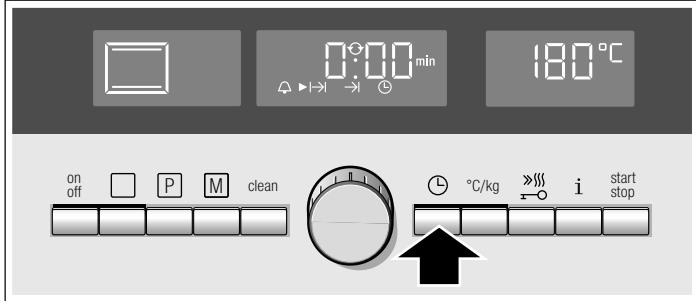 0:00 min
180°C
on
off
P
M
clean
°C/kg
i
start
stop